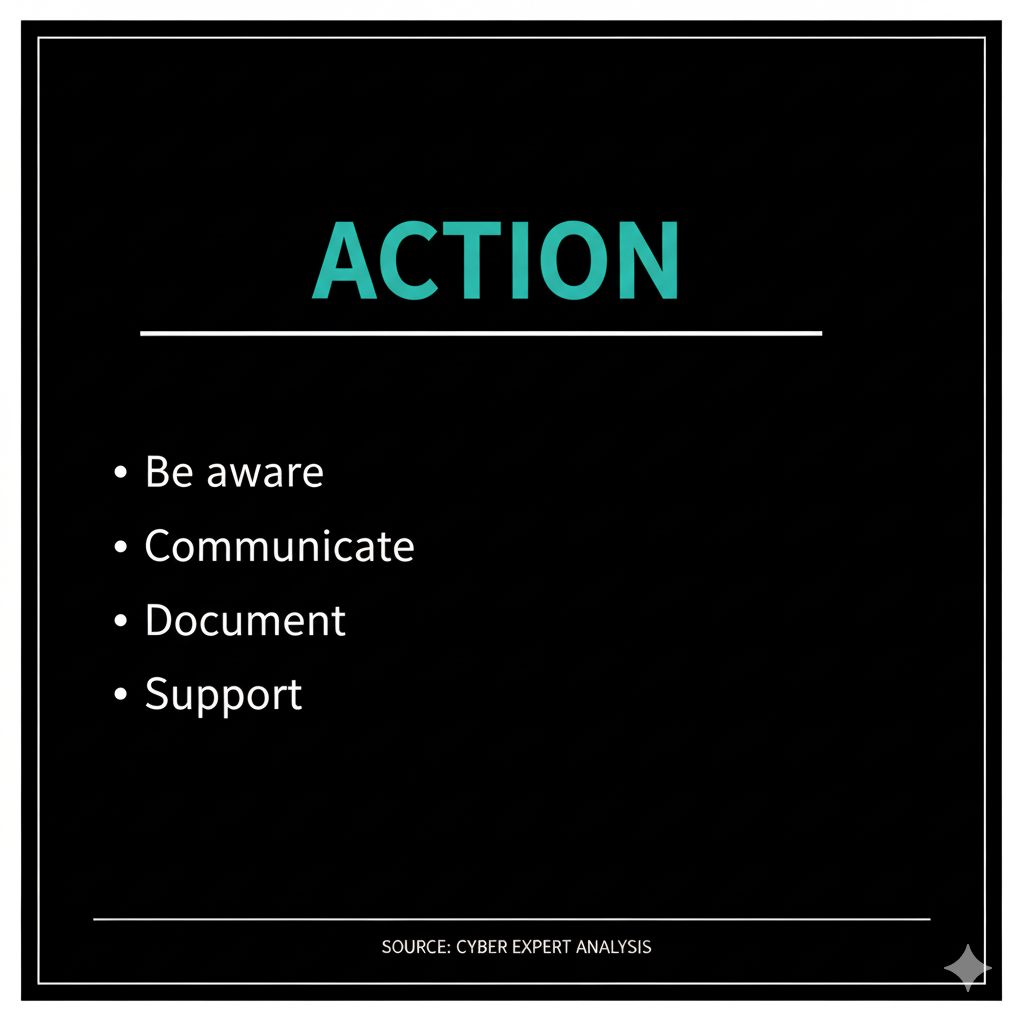 ACTION
• Be aware
• Communicate
• Document
• Support
SOURCE: CYBER EXPERT ANALYSIS